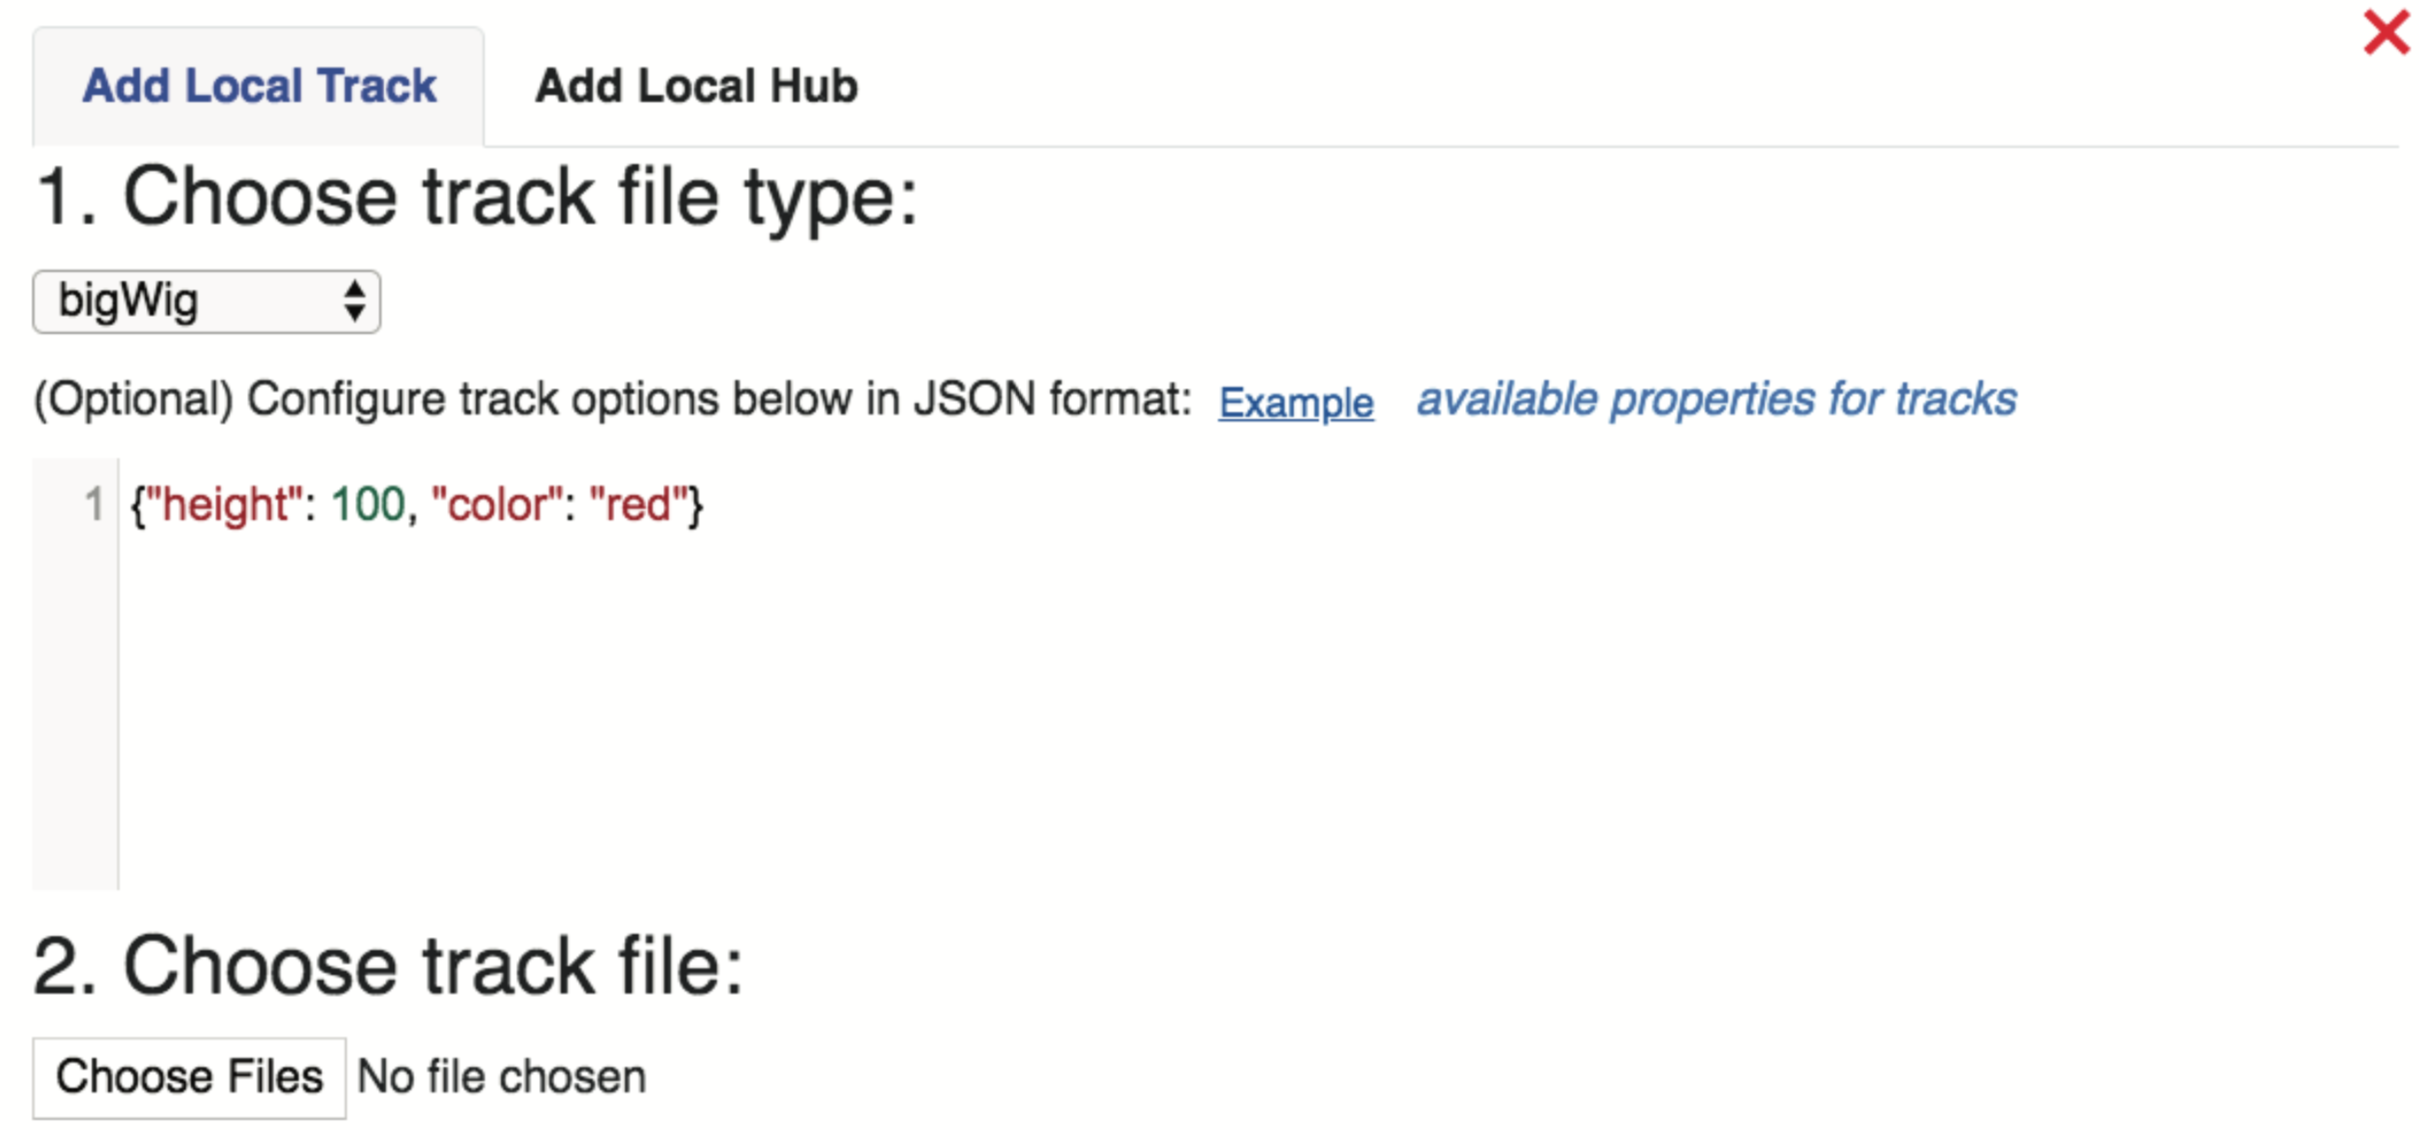 Add Local Track Add Local Hub
1. Choose track file type:
bigWig
(Optional) Configure track options below in JSON format: Example available properties for tracks
1 {"height": 100, "color": "red"}
2. Choose track file:
Choose Files No file chosen